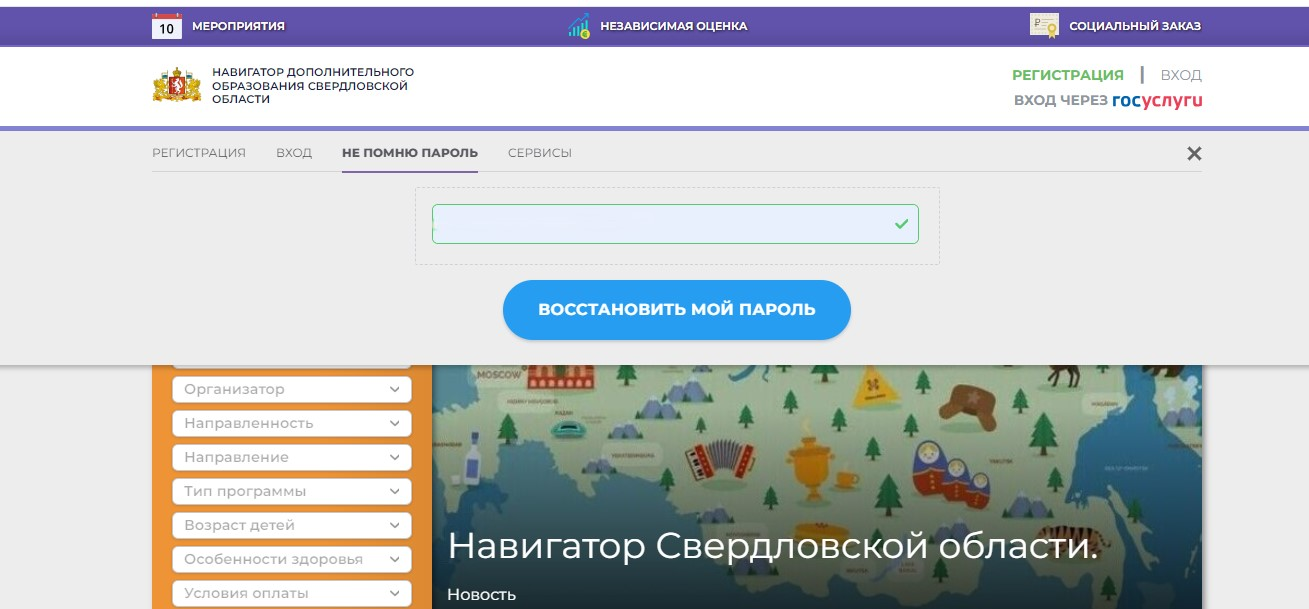 10 МЕРОПРИЯТИЯ
НЕЗАВИСИМАЯ ОЦЕНКА
СОЦИАЛЬНЫЙ ЗАКАЗ
НАВИГАТОР ДОПОЛНИТЕЛЬНОГО
ОБРАЗОВАНИЯ СВЕРДЛОВСКОЙ
ОБЛАСТИ
РЕГИСТРАЦИЯ | ВХОД
ВХОД ЧЕРЕЗ госуслуги
РЕГИСТРАЦИЯ ВХОД НЕ ПОМНЮ ПАРОЛЬ СЕРВИСЫ
ВОССТАНОВИТЬ МОЙ ПАРОЛЬ
Организатор
Направленность
Направление
Тип программы
Возраст детей
Особенности здоровья
Условия оплаты
MOSCOW
Навигатор Свердловской области.
Новость